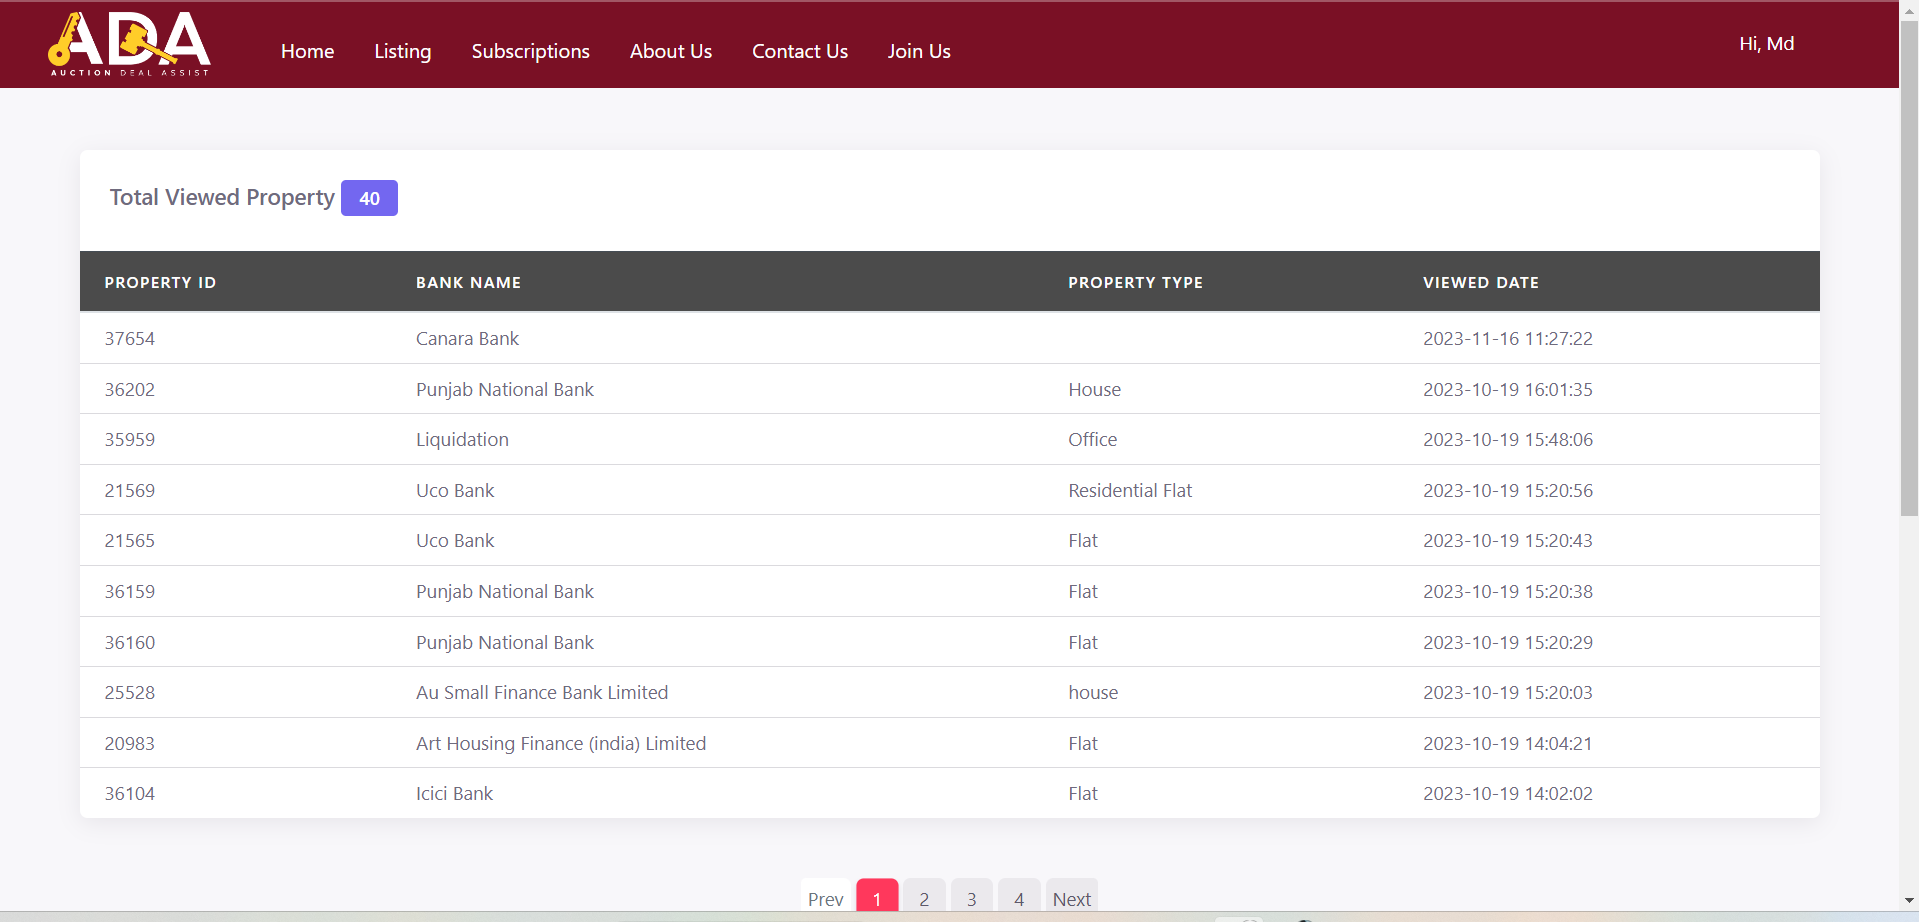 ADA
AUCTION DEAL ASSIST
Home Listing Subscriptions About Us Contact Us Join Us Hi, Md
Total Viewed Property 40
PROPERTY ID BANK NAME PROPERTY TYPE VIEWED DATE
37654 Canara Bank 2023-11-16 11:27:22
36202 Punjab National Bank House 2023-10-19 16:01:35
35959 Liquidation Office 2023-10-19 15:48:06
21569 Uco Bank Residential Flat 2023-10-19 15:20:56
21565 Uco Bank Flat 2023-10-19 15:20:43
36159 Punjab National Bank Flat 2023-10-19 15:20:38
36160 Punjab National Bank Flat 2023-10-19 15:20:29
25528 Au Small Finance Bank Limited house 2023-10-19 15:20:03
20983 Art Housing Finance (india) Limited Flat 2023-10-19 14:04:21
36104 Icici Bank Flat 2023-10-19 14:02:02
Prev 1 2 3 4 Next